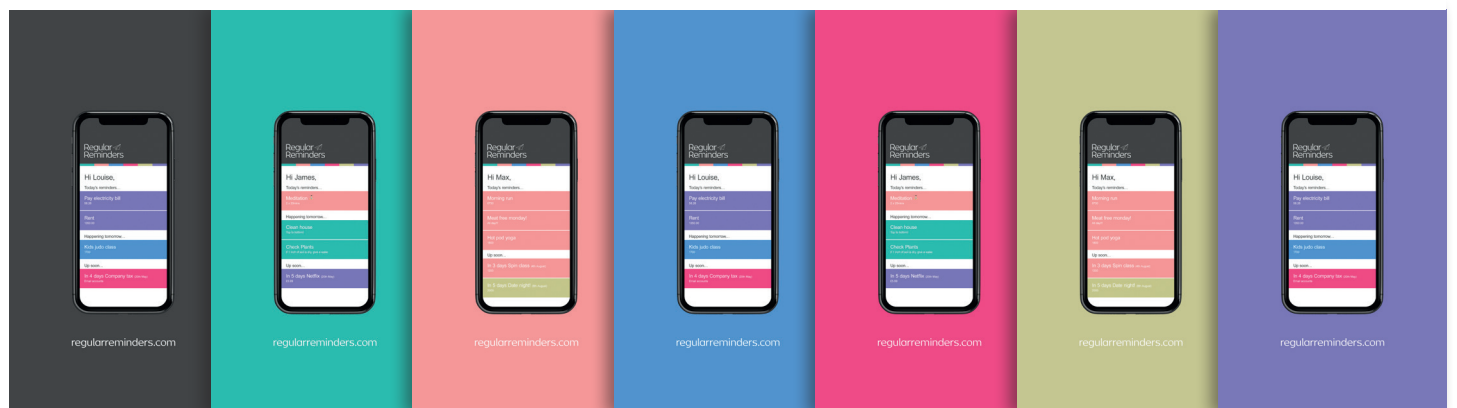 Regular
Reminders
Hi Louise,
Today's reminders...
Pay electricity bill
Rent
Happening tomorrow...
Kids judo class
Up soon...
In 4 days Company tax
regularreminders.com
Regular
Reminders
Hi James,
Today's reminders...
Meditation
Happening tomorrow...
Clean house
Check Plants
Up soon...
In 5 days Netflix
regularreminders.com
Regular
Reminders
Hi Max,
Today's reminders...
Morning run
Meat free monday!
Kid pod yoga
Up soon...
In 3 days Spin class
In 3 days Date night!
regularreminders.com
Regular
Reminders
Hi Louise,
Today's reminders...
Pay electricity bill
Rent
Happening tomorrow...
Kids judo class
Up soon...
In 4 days Company tax
regularreminders.com
Regular
Reminders
Hi James,
Today's reminders...
Meditation
Happening tomorrow...
Clean house
Check Plants
Up soon...
In 5 days Netflix
regularreminders.com
Regular
Reminders
Hi Max,
Today's reminders...
Morning run
Meat free monday!
Kid pod yoga
Up soon...
In 3 days Spin class
In 3 days Date night!
regularreminders.com
Regular
Reminders
Hi Louise,
Today's reminders...
Pay electricity bill
Rent
Happening tomorrow...
Kids judo class
Up soon...
In 4 days Company tax
regularreminders.com